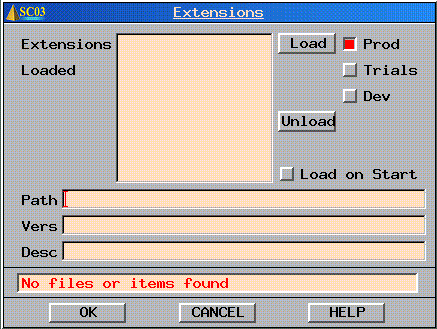 SC03 Extensions
Extensions Load Prod
Loaded Trials
Dev
Unload
Load on Start
Path
Vers
Desc
No files or items found
OK CANCEL HELP